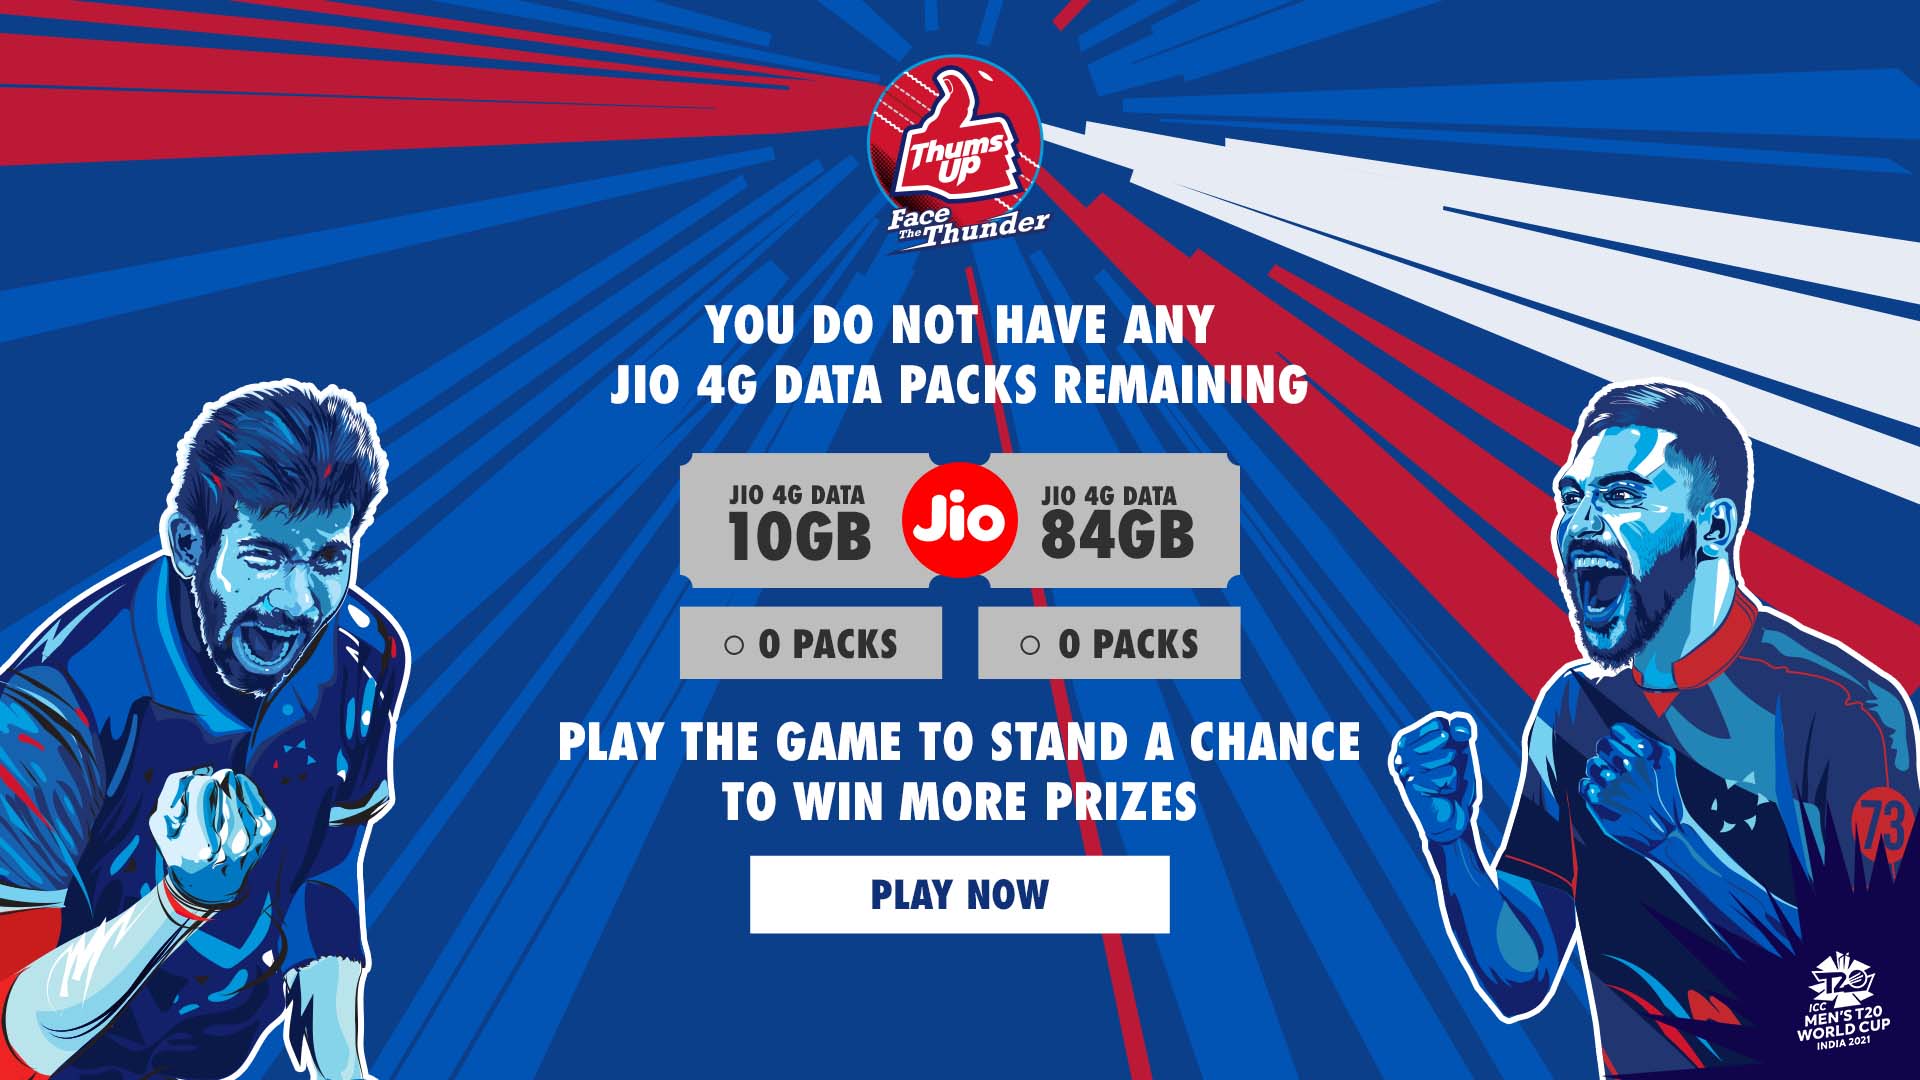 Thums
UP
Face
The Thunder
YOU DO NOT HAVE ANY
JIO 4G DATA PACKS REMAINING
JIO 4G DATA
10GB
Jio
JIO 4G DATA
84GB
0 PACKS
0 PACKS
PLAY THE GAME TO STAND A CHANCE
TO WIN MORE PRIZES
PLAY NOW
73
T20
ICC
MEN'S T20
WORLD CUP
INDIA 2021